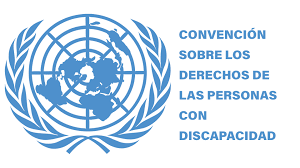 CONVENCIÓN
SOBRE LOS
DERECHOS DE
LAS PERSONAS
CON
DISCAPACIDAD